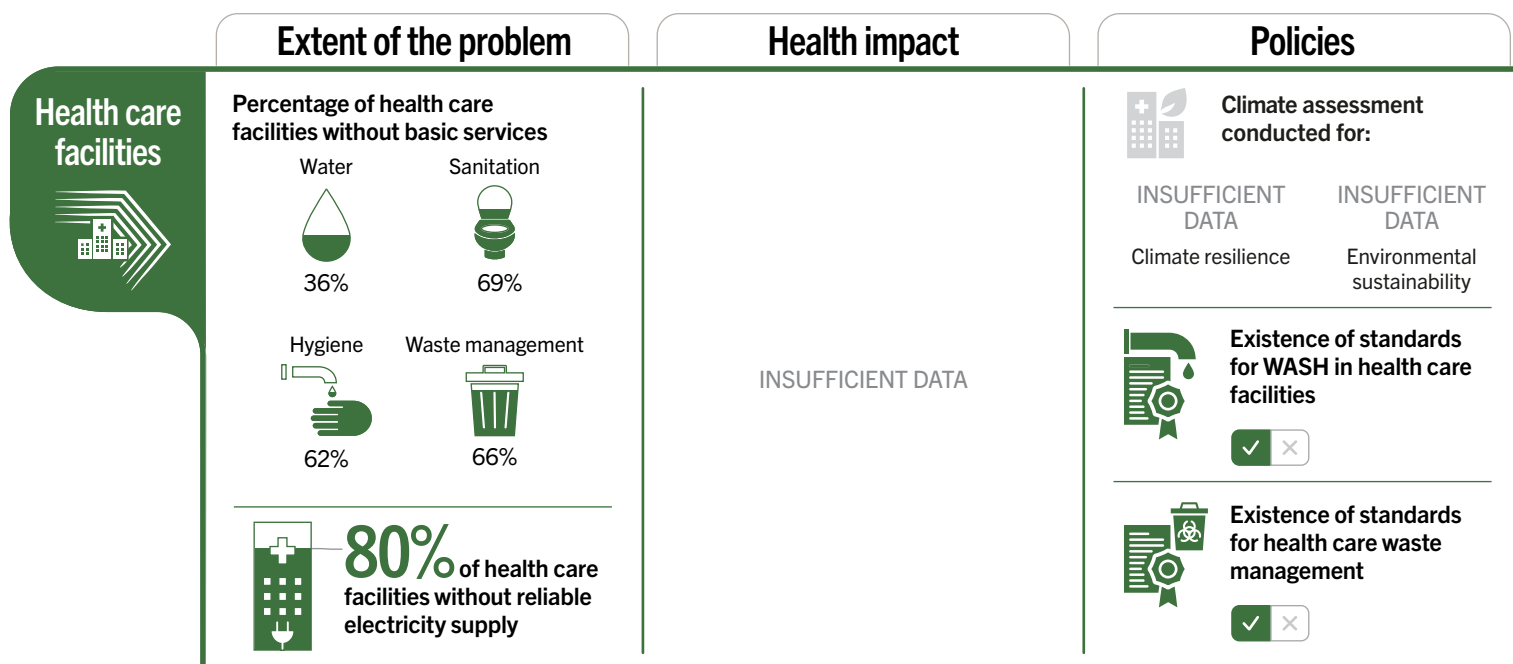 Extent of the problem
Health impact
Policies
Health care
facilities
Percentage of health care
facilities without basic services
Water
Sanitation
36%
69%
Hygiene
Waste management
62%
66%
80% of health care
facilities without reliable
electricity supply
INSUFFICIENT DATA
Climate assessment
conducted for:
INSUFFICIENT
DATA
Climate resilience
INSUFFICIENT
DATA
Environmental
sustainability
Existence of standards
for WASH in health care
facilities
Existence of standards
for health care waste
management